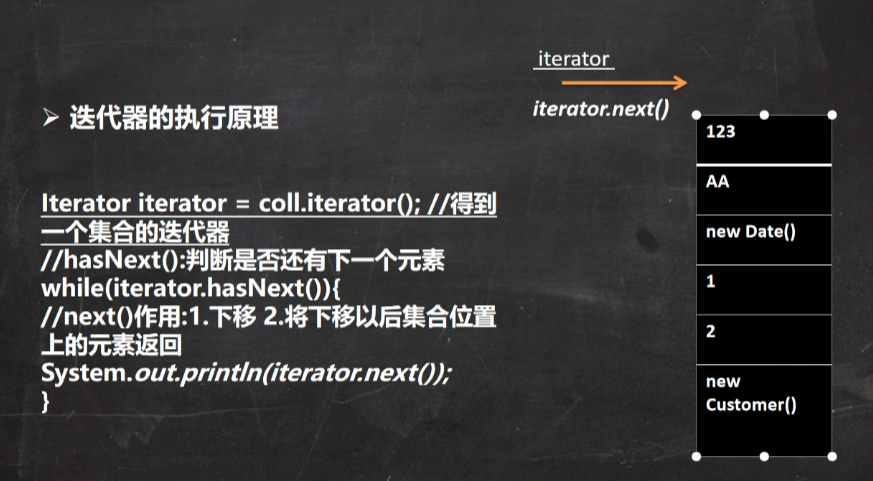 iterator
iterator.next()
➢ 迭代器的执行原理
Iterator iterator = coll.iterator(); //得到
一个集合的迭代器
//hasNext():判断是否还有下一个元素
while(iterator.hasNext()){
//next()作用:1.下移 2.将下移以后集合位置
上的元素返回
System.out.println(iterator.next());
}
123
AA
new Date()
1
2
new
Customer()